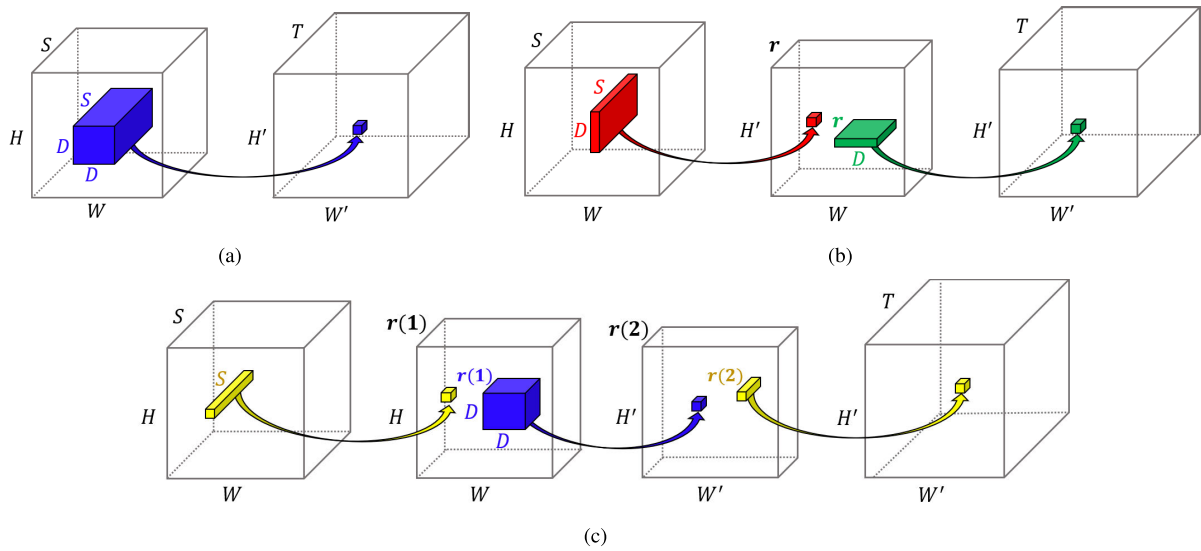 S
T
H
D
S
D
H′
W
W′
(a)
S
r
T
H
D
S
H′
r
D
H′
W
W
W′
(b)
S
r(1)
r(2)
T
H
S
H
r(1)
D
D
H′
r(2)
H′
W
W
W′
W′
(c)